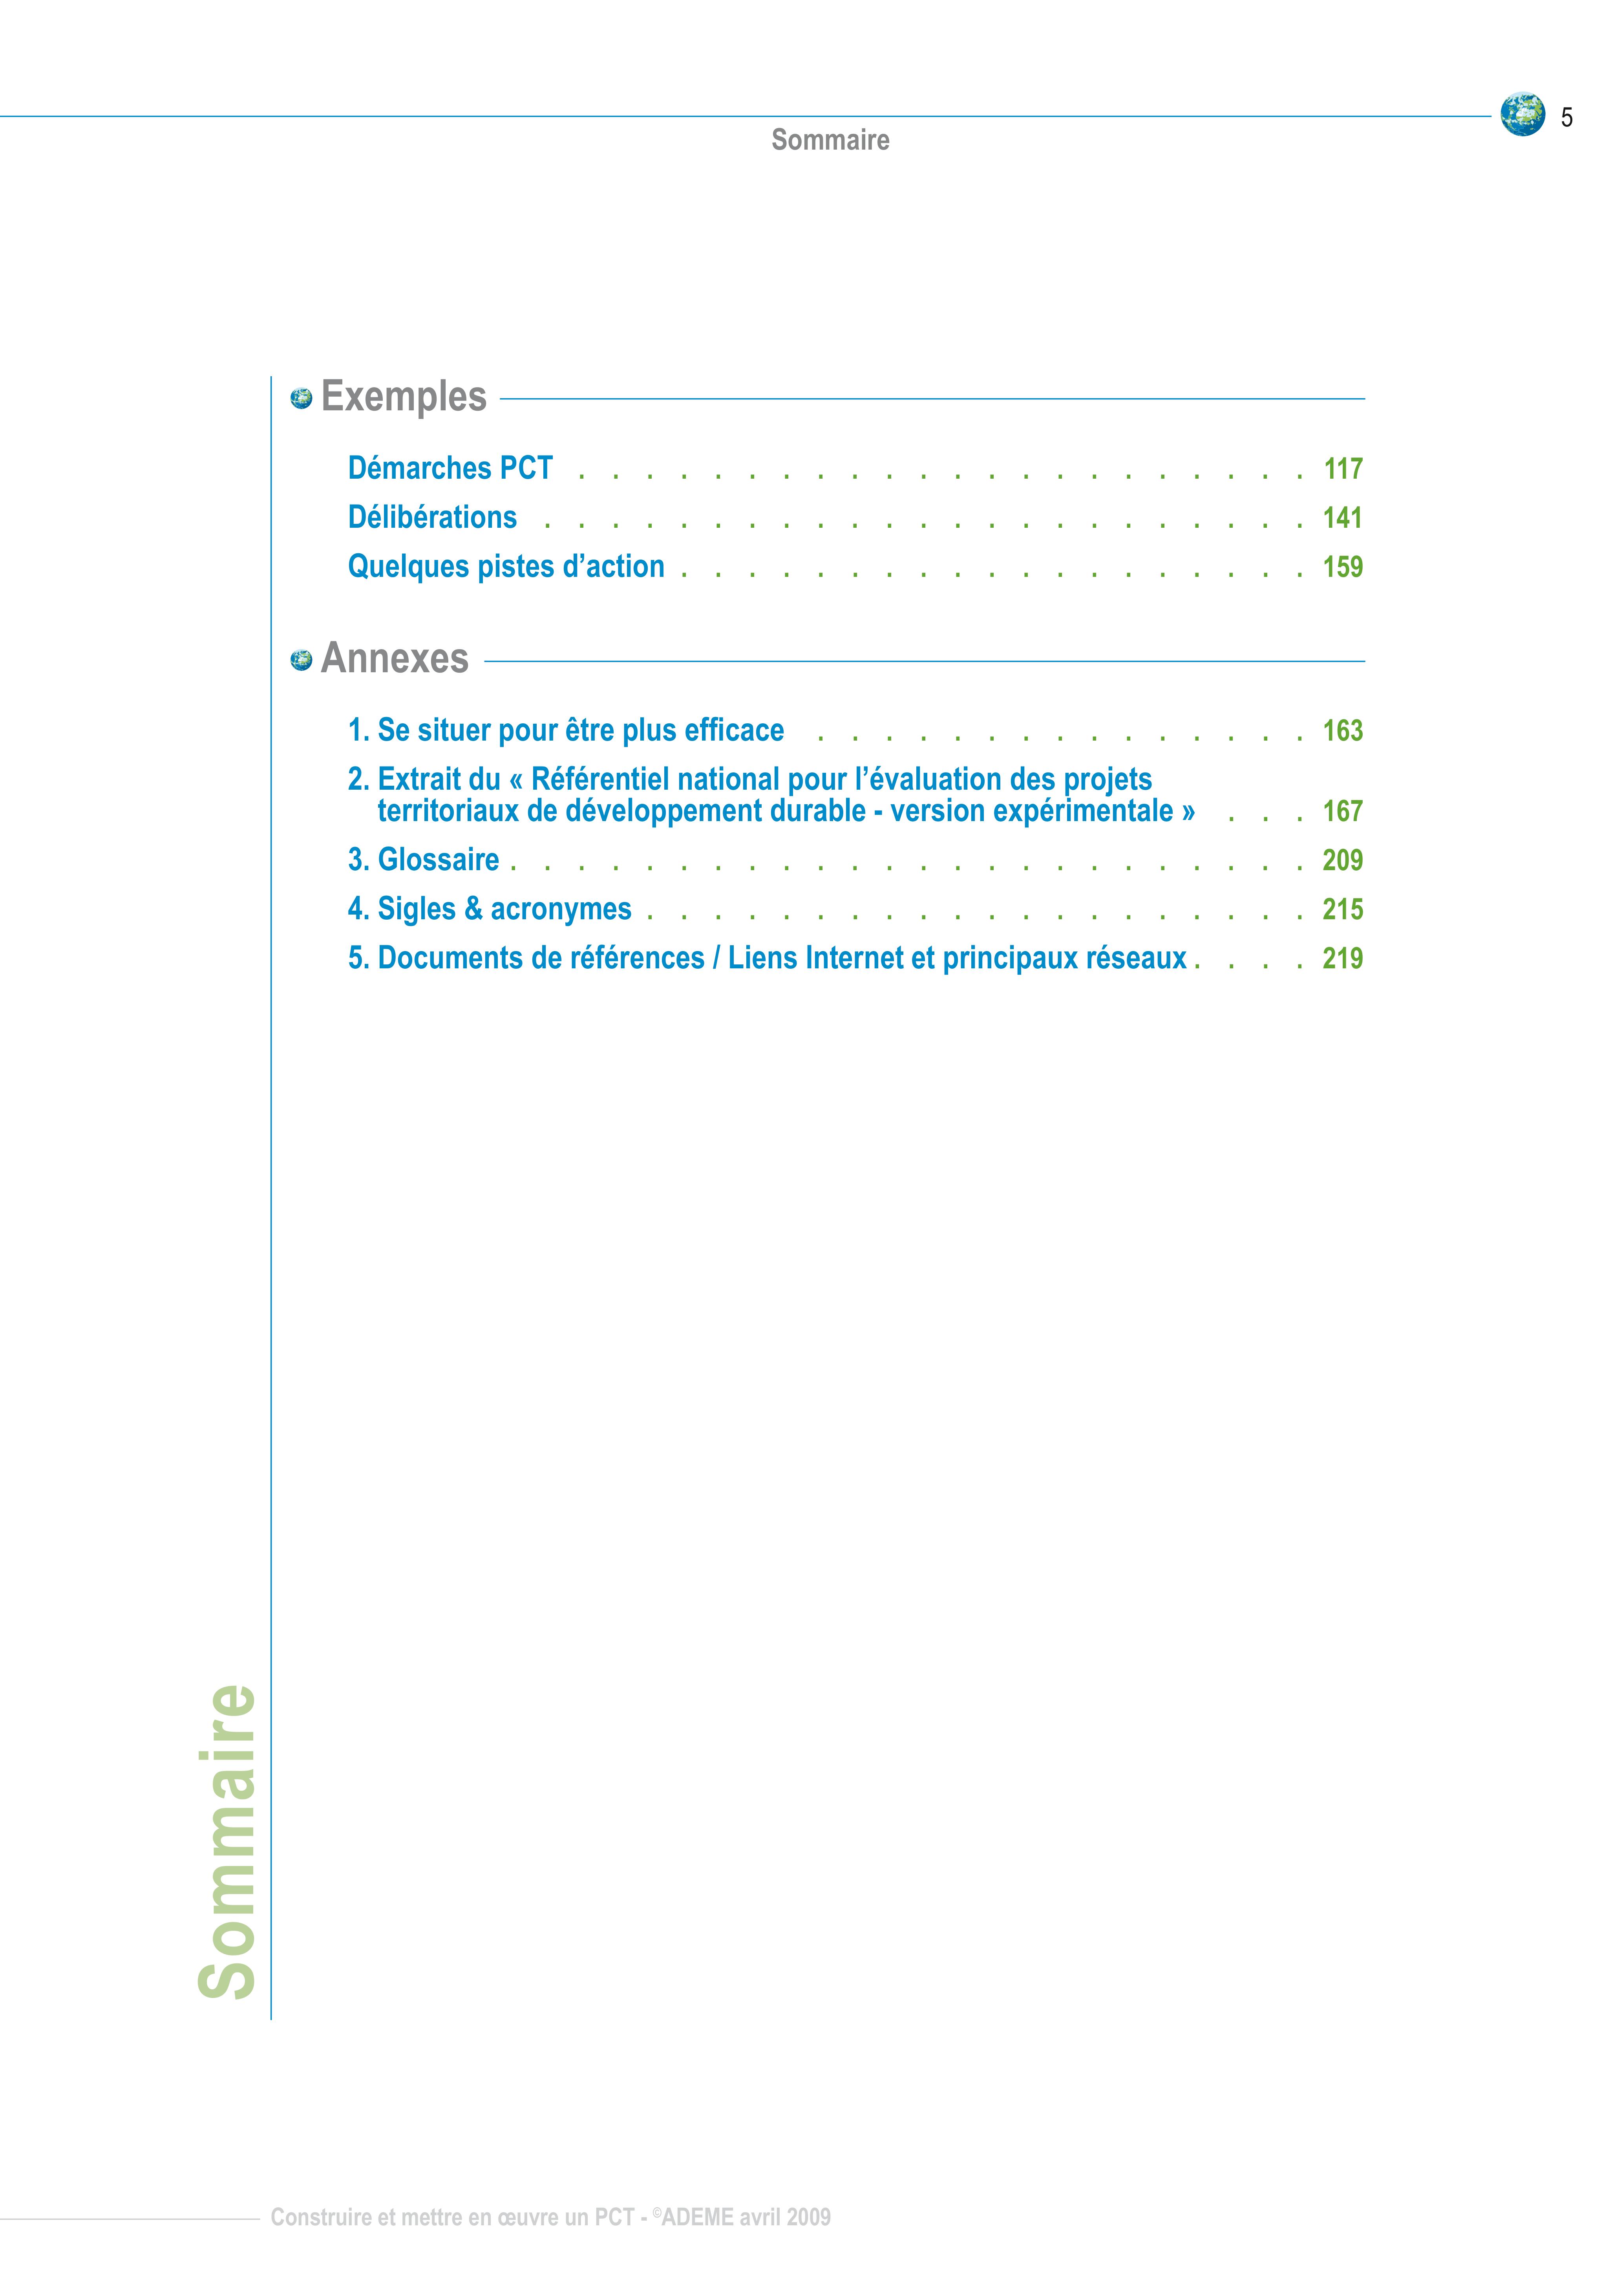 5
Sommaire
Exemples
Démarches PCT . . . . . . . . . . . . . . . . . . . . . . 117
Délibérations . . . . . . . . . . . . . . . . . . . . . . . 141
Quelques pistes d’action . . . . . . . . . . . . . . . . . . . 159
Annexes
1. Se situer pour être plus efficace . . . . . . . . . . . . . . . 163
2. Extrait du « Référentiel national pour l’évaluation des projets
territoriaux de développement durable - version expérimentale » . . . 167
3. Glossaire . . . . . . . . . . . . . . . . . . . . . . . . 209
4. Sigles & acronymes . . . . . . . . . . . . . . . . . . . . 215
5. Documents de références / Liens Internet et principaux réseaux . . . . 219
Sommaire
Construire et mettre en œuvre un PCT - ©ADEME avril 2009